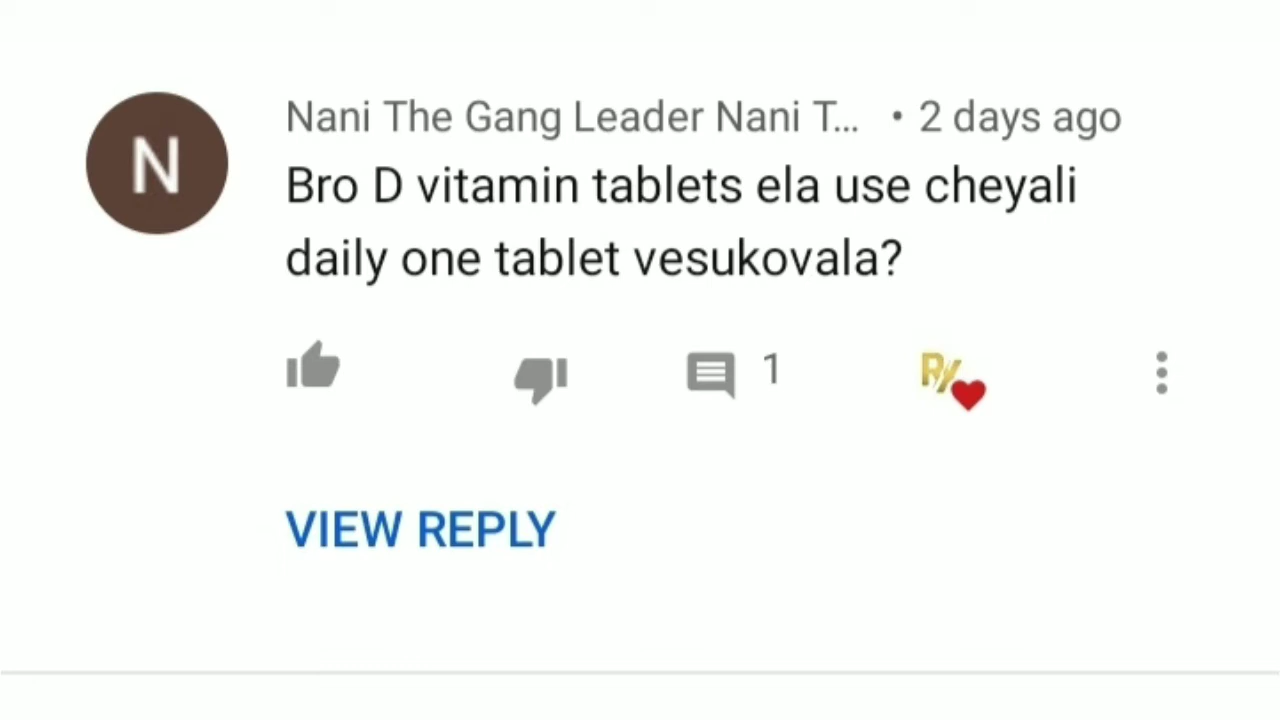 N
Nani The Gang Leader Nani T... • 2 days ago
Bro D vitamin tablets ela use cheyali
daily one tablet vesukovala?
1
VIEW REPLY